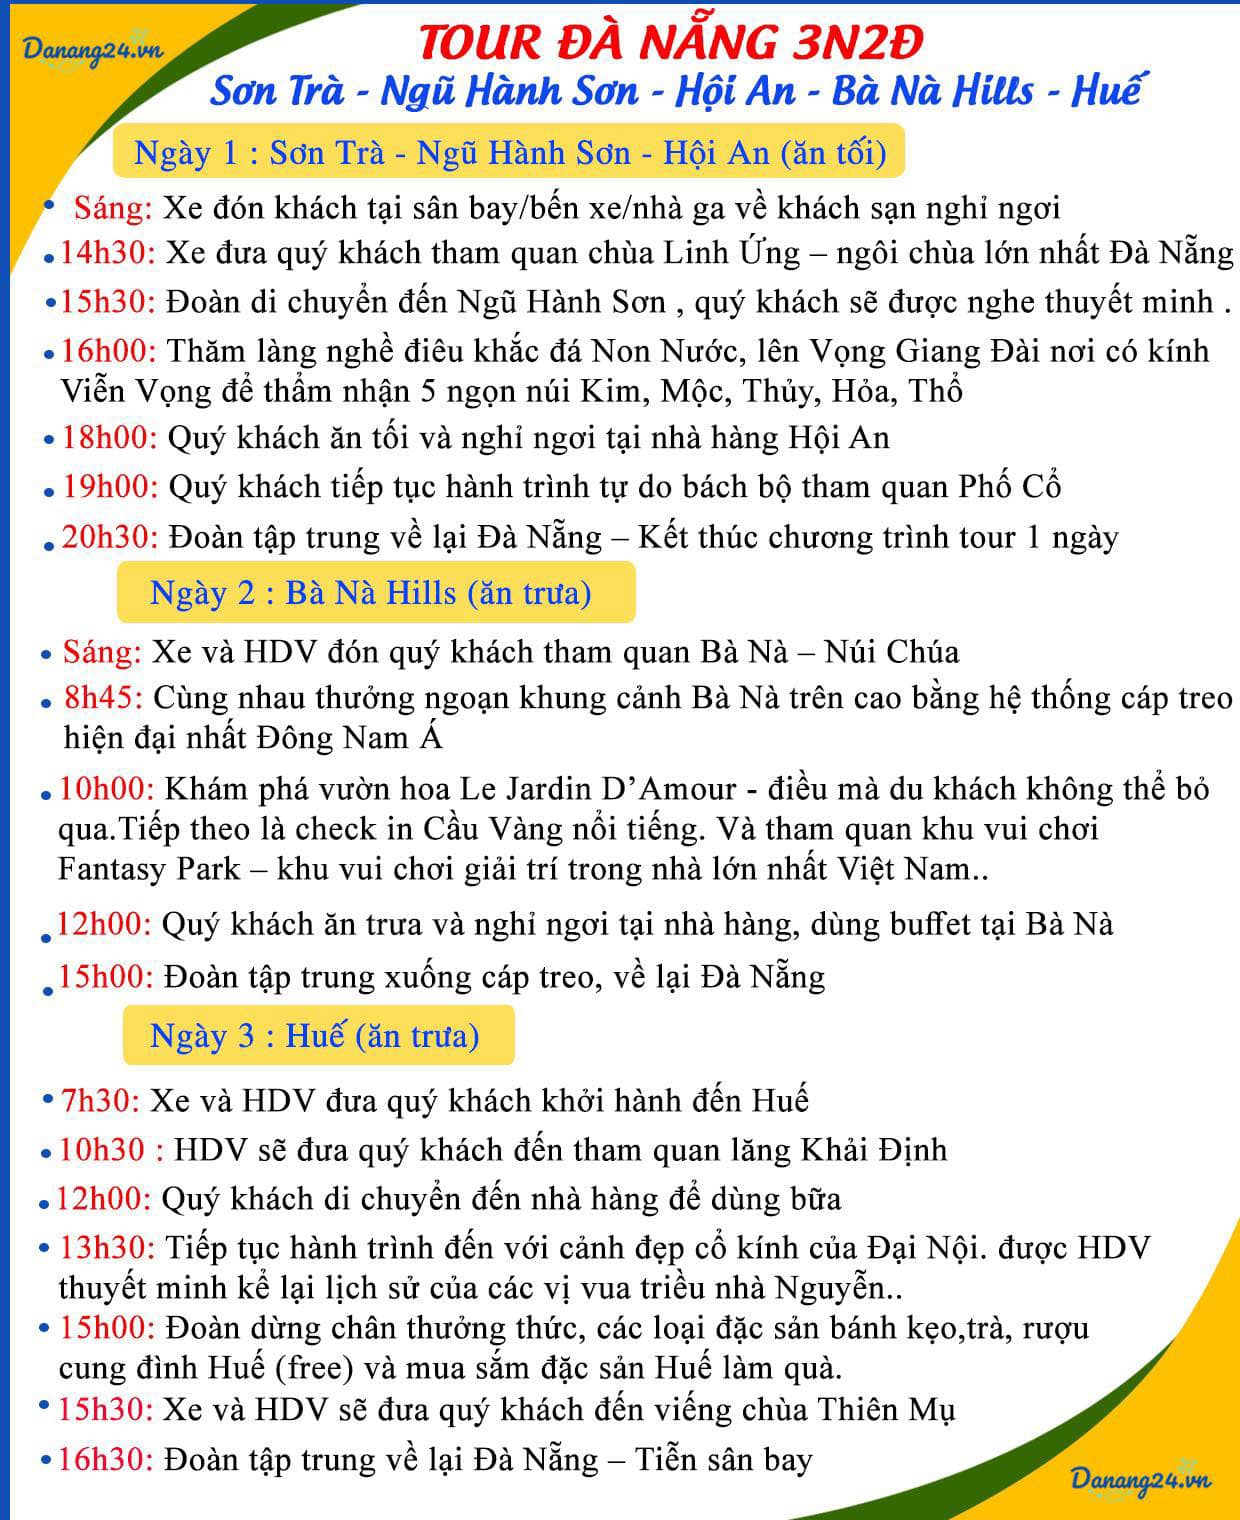 Danang24.vn
TOUR ĐÀ NẴNG 3N2Đ
Sơn Trà - Ngũ Hành Sơn - Hội An - Bà Nà Hills - Huế
Ngày 1 : Sơn Trà - Ngũ Hành Sơn - Hội An (ăn tối)
• Sáng: Xe đón khách tại sân bay/bến xe/nhà ga về khách sạn nghỉ ngơi
• 14h30: Xe đưa quý khách tham quan chùa Linh Ứng – ngôi chùa lớn nhất Đà Nẵng
• 15h30: Đoàn di chuyển đến Ngũ Hành Sơn , quý khách sẽ được nghe thuyết minh .
• 16h00: Thăm làng nghề điêu khắc đá Non Nước, lên Vọng Giang Đài nơi có kính
Viễn Vọng để thẩm nhận 5 ngọn núi Kim, Mộc, Thủy, Hỏa, Thổ
• 18h00: Quý khách ăn tối và nghỉ ngơi tại nhà hàng Hội An
• 19h00: Quý khách tiếp tục hành trình tự do bách bộ tham quan Phố Cổ
• 20h30: Đoàn tập trung về lại Đà Nẵng – Kết thúc chương trình tour 1 ngày
Ngày 2 : Bà Nà Hills (ăn trưa)
• Sáng: Xe và HDV đón quý khách tham quan Bà Nà – Núi Chúa
• 8h45: Cùng nhau thưởng ngoạn khung cảnh Bà Nà trên cao bằng hệ thống cáp treo
hiện đại nhất Đông Nam Á
• 10h00: Khám phá vườn hoa Le Jardin D’Amour - điều mà du khách không thể bỏ
qua.Tiếp theo là check in Cầu Vàng nổi tiếng. Và tham quan khu vui chơi
Fantasy Park – khu vui chơi giải trí trong nhà lớn nhất Việt Nam..
• 12h00: Quý khách ăn trưa và nghỉ ngơi tại nhà hàng, dùng buffet tại Bà Nà
• 15h00: Đoàn tập trung xuống cáp treo, về lại Đà Nẵng
Ngày 3 : Huế (ăn trưa)
• 7h30: Xe và HDV đưa quý khách khởi hành đến Huế
• 10h30 : HDV sẽ đưa quý khách đến tham quan lăng Khải Định
• 12h00: Quý khách di chuyển đến nhà hàng để dùng bữa
• 13h30: Tiếp tục hành trình đến với cảnh đẹp cổ kính của Đại Nội. được HDV
thuyết minh kể lại lịch sử của các vị vua triều nhà Nguyễn..
• 15h00: Đoàn dừng chân thưởng thức, các loại đặc sản bánh kẹo,trà, rượu
cung đình Huế (free) và mua sắm đặc sản Huế làm quà.
• 15h30: Xe và HDV sẽ đưa quý khách đến viếng chùa Thiên Mụ
• 16h30: Đoàn tập trung về lại Đà Nẵng – Tiễn sân bay
Danang24.vn